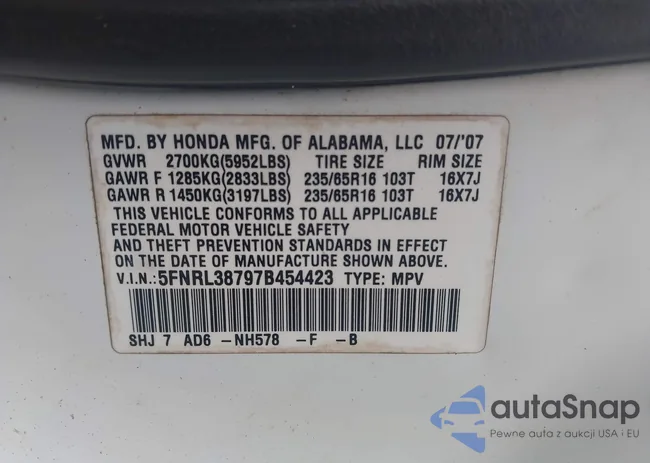 MFD. BY HONDA MFG. OF ALABAMA, LLC 07/'07
GVWR 2700KG(5952LBS) TIRE SIZE RIM SIZE
GAWR F 1285KG(2833LBS) 235/65R16 103T 16X7J
GAWR R 1450KG(3197LBS) 235/65R16 103T 16X7J
THIS VEHICLE CONFORMS TO ALL APPLICABLE
FEDERAL MOTOR VEHICLE SAFETY
AND THEFT PREVENTION STANDARDS IN EFFECT
ON THE DATE OF MANUFACTURE SHOWN ABOVE.
V.I.N.: 5FNRL38797B454423 TYPE: MPV
SHJ 7 AD6 -NH578 -F -B
autaSnap
Pewne auta z aukcji USA i EU